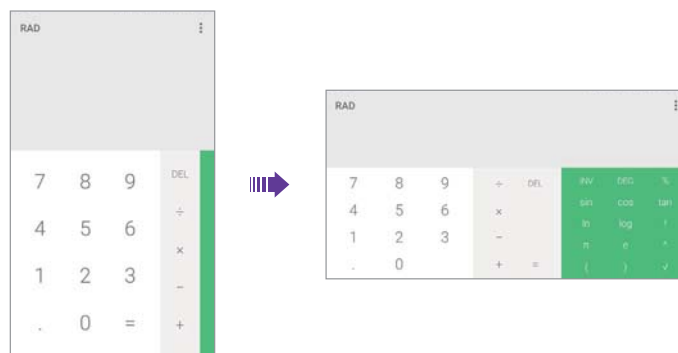 RAD
7 8 9 DEL
÷
4 5 6
×
1 2 3
−
. 0 = +
RAD
7 8 9 ÷ DEL INV DEG %
4 5 6 × sin cos tan
1 2 3 − ln log !
π e ^
. 0 + = ( ) √